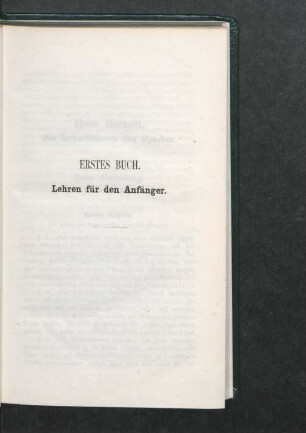 ERSTES BUCH.
Lehren für den Anfänger.